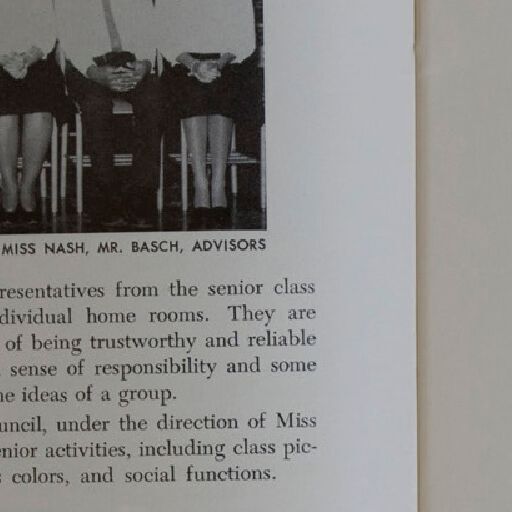 MISS NASH, MR. BASCH, ADVISORS
resentatives from the senior class
dividual home rooms. They are
of being trustworthy and reliable
sense of responsibility and some
e ideas of a group.
uncil, under the direction of Miss
nior activities, including class pic-
colors, and social functions.